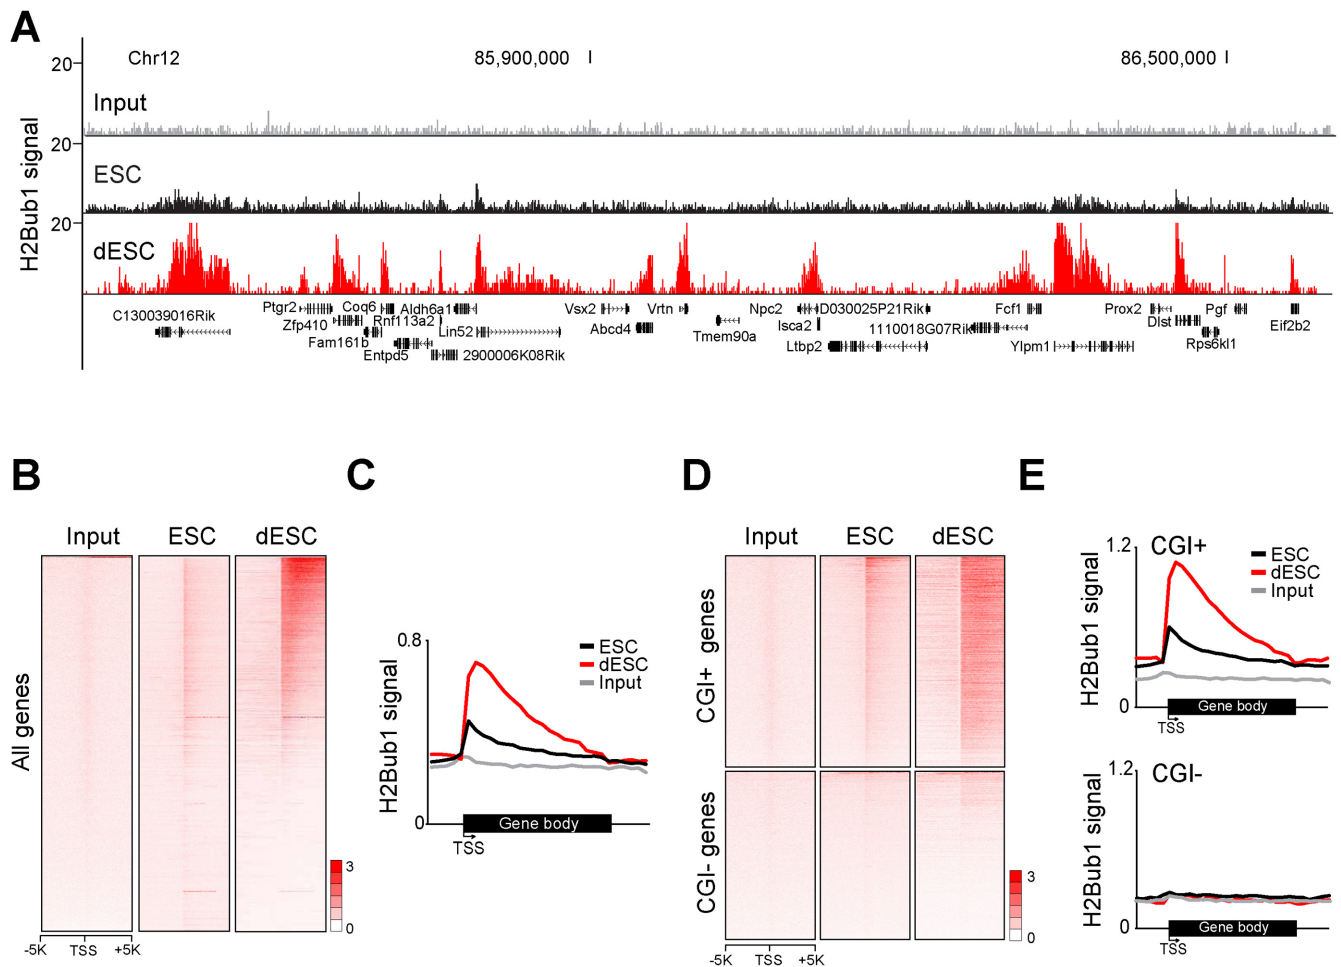 A
Chr12
85,900,000
86,500,000
20
Input
20
ESC
20
dESC
H2Bub1 signal
C130039016Rik
Ptgr2
Coq6
Aldh6a1
Vsx2
Vrtn
Npc2
D030025P21Rik
Fcf1
Prox2
Pgf
Zfp410
Rnf113a2
Lin52
Abcd4
Tmem90a
Isca2
1110018G07Rik
Dlst
Eif2b2
Fam161b
Entpd5
2900006K08Rik
Ltbp2
Ylpm1
Rps6kl1
B
Input
ESC
dESC
All genes
3
0
-5K
TSS
+5K
C
0.8
H2Bub1 signal
0
ESC
dESC
Input
Gene body
TSS
D
Input
ESC
dESC
CGI+ genes
CGI- genes
3
0
-5K
TSS
+5K
E
1.2
CGI+
H2Bub1 signal
0
ESC
dESC
Input
Gene body
TSS
1.2
CGI-
H2Bub1 signal
0
Gene body
TSS